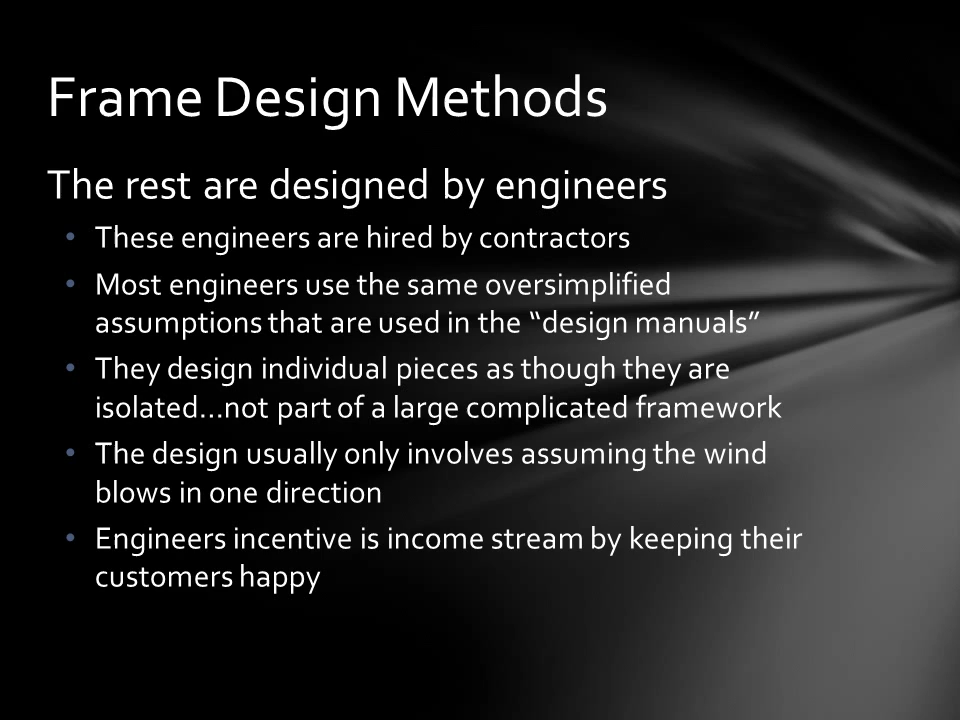 Frame Design Methods
The rest are designed by engineers
• These engineers are hired by contractors
• Most engineers use the same oversimplified
assumptions that are used in the “design manuals”
• They design individual pieces as though they are
isolated…not part of a large complicated framework
• The design usually only involves assuming the wind
blows in one direction
• Engineers incentive is income stream by keeping their
customers happy